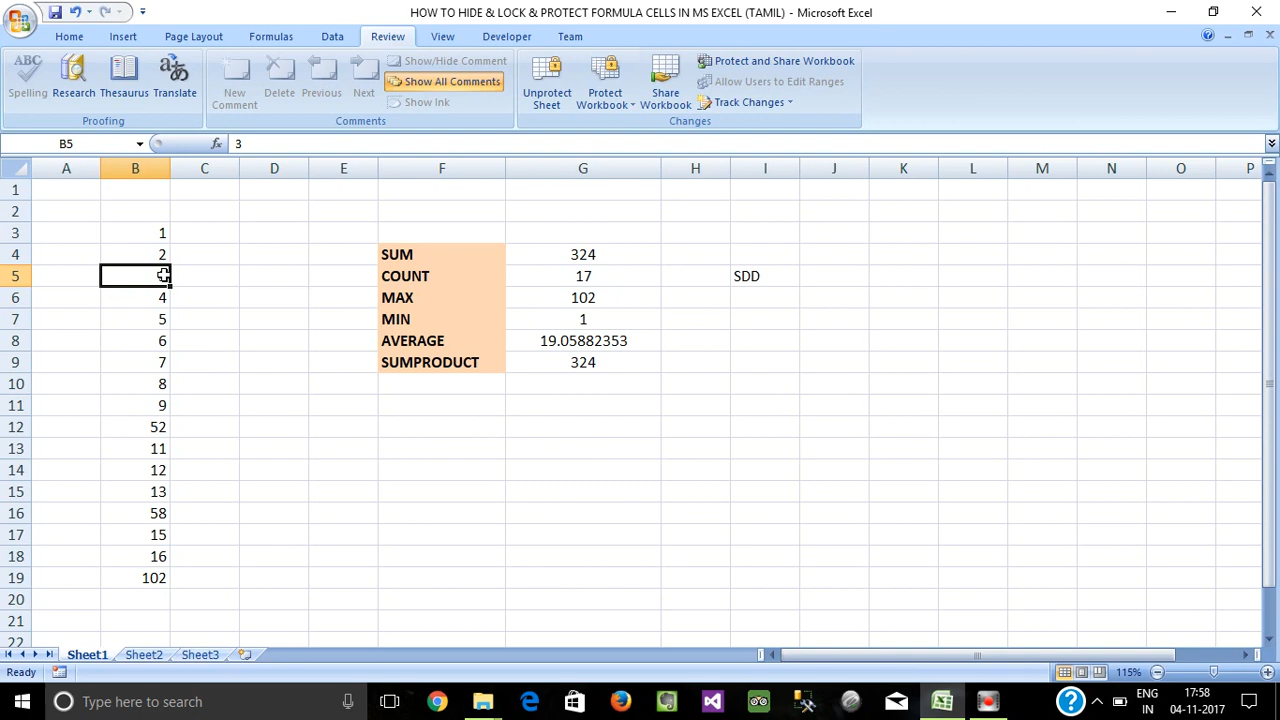 HOW TO HIDE & LOCK & PROTECT FORMULA CELLS IN MS EXCEL (TAMIL) - Microsoft Excel
Home Insert Page Layout Formulas Data Review View Developer Team
Spelling Research Thesaurus Translate New Comment Delete Previous Next Show/Hide Comment Show All Comments Show Ink Unprotect Sheet Protect Workbook Share Workbook Protect and Share Workbook Allow Users to Edit Ranges Track Changes
Proofing Comments Changes
B5 fx 3
A B C D E F G H I J K L M N O P
1
2
3 1
4 2 SUM 324
5 COUNT 17 SDD
6 4 MAX 102
7 5 MIN 1
8 6 AVERAGE 19.05882353
9 7 SUMPRODUCT 324
10 8
11 9
12 52
13 11
14 12
15 13
16 58
17 15
18 16
19 102
20
21
22
Sheet1 Sheet2 Sheet3
Ready 115%
Type here to search ENG IN 17:58 04-11-2017